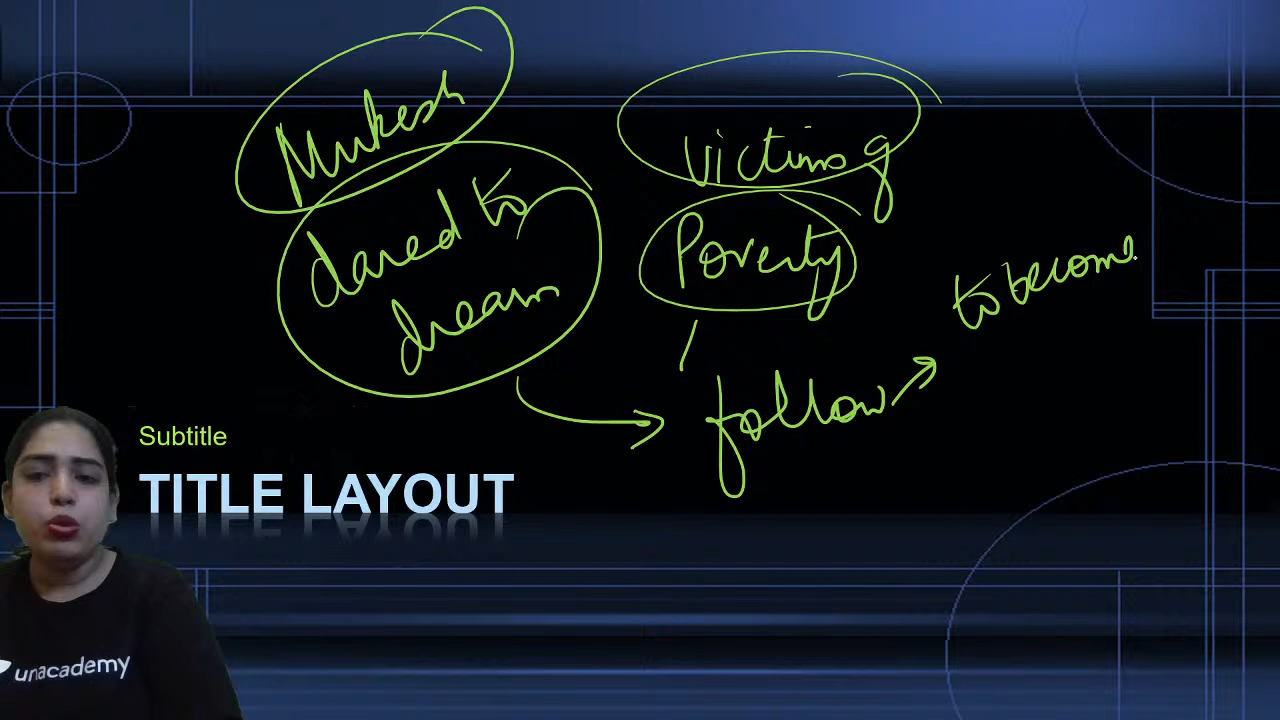 Mukesh
dared to
dream
Victims of
Poverty
follow
to become
Subtitle
TITLE LAYOUT
unacademy